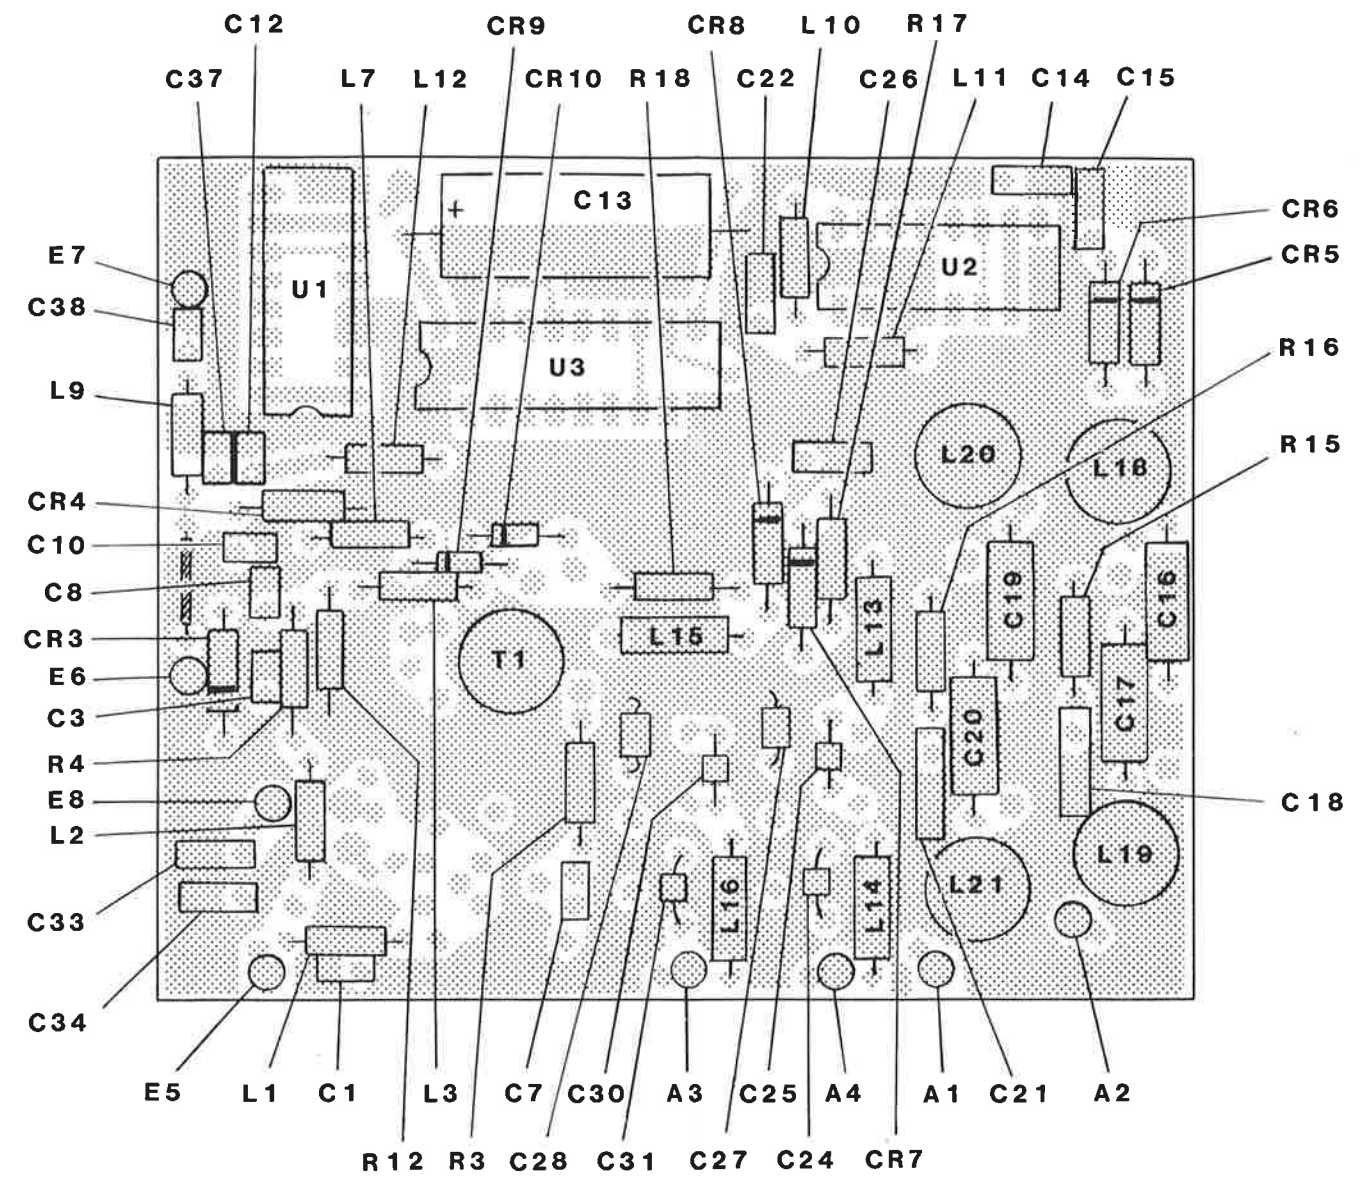 C12 CR9 CR8 L10 R17
C37 L7 L12 CR10 R18 C22 C26 L11 C14 C15
+ C13
CR6
E7 CR5
U1 U2
C38
R16
U3
L9
R15
L20 L18
CR4
C10
C8
C19 C16
CR3
L13
L15
T1
E6
C3
C17
C20
R4
E8
C18
L2
L19
L21
L16 L14
C33
C34
E5 L1 C1 L3 C7 C30 A3 C25 A4 A1 C21 A2
R12 R3 C28 C31 C27 C24 CR7